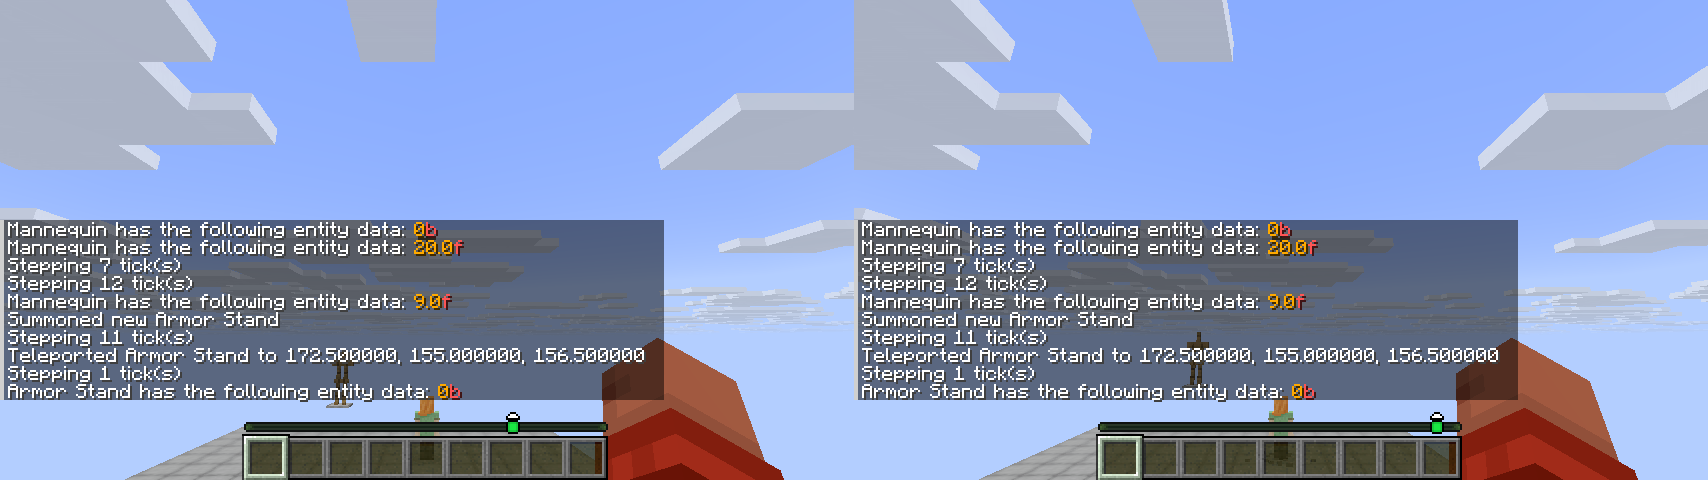 Mannequin has the following entity data: 0b
Mannequin has the following entity data: 20.0f
Stepping 7 tick(s)
Stepping 12 tick(s)
Mannequin has the following entity data: 9.0f
Summoned new Armor Stand
Stepping 11 tick(s)
Teleported Armor Stand to 172.500000, 155.000000, 156.500000
Stepping 1 tick(s)
Armor Stand has the following entity data: 0b
Mannequin has the following entity data: 0b
Mannequin has the following entity data: 20.0f
Stepping 7 tick(s)
Stepping 12 tick(s)
Mannequin has the following entity data: 9.0f
Summoned new Armor Stand
Stepping 11 tick(s)
Teleported Armor Stand to 172.500000, 155.000000, 156.500000
Stepping 1 tick(s)
Armor Stand has the following entity data: 0b